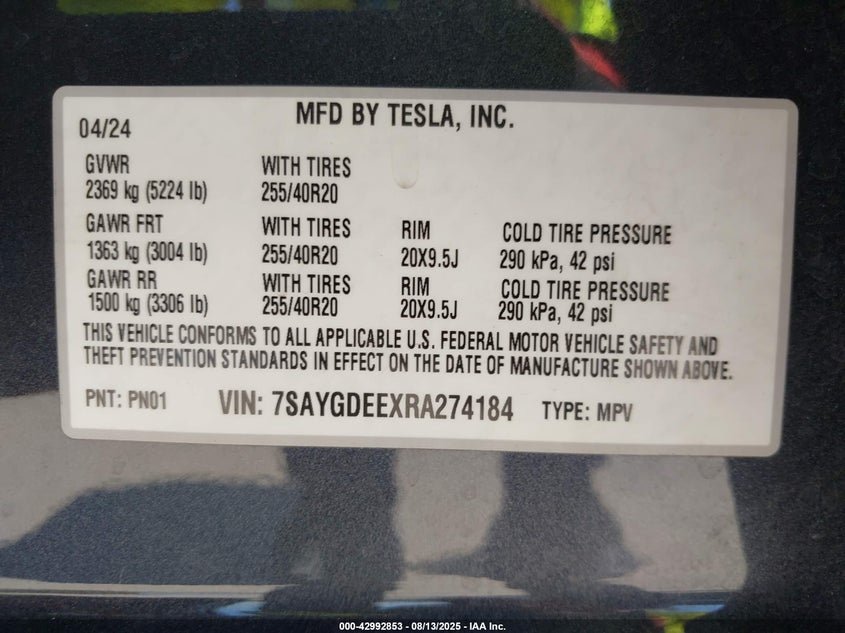 04/24 MFD BY TESLA, INC.
GVWR WITH TIRES
2369 kg (5224 lb) 255/40R20
GAWR FRT WITH TIRES RIM COLD TIRE PRESSURE
1363 kg (3004 lb) 255/40R20 20X9.5J 290 kPa, 42 psi
GAWR RR WITH TIRES RIM COLD TIRE PRESSURE
1500 kg (3306 lb) 255/40R20 20X9.5J 290 kPa, 42 psi
THIS VEHICLE CONFORMS TO ALL APPLICABLE U.S. FEDERAL MOTOR VEHICLE SAFETY AND
THEFT PREVENTION STANDARDS IN EFFECT ON THE DATE OF MANUFACTURE SHOWN ABOVE.
PNT: PN01 VIN: 7SAYGDEEXRA274184 TYPE: MPV
000-42992853 - 08/13/2025 - IAA Inc.